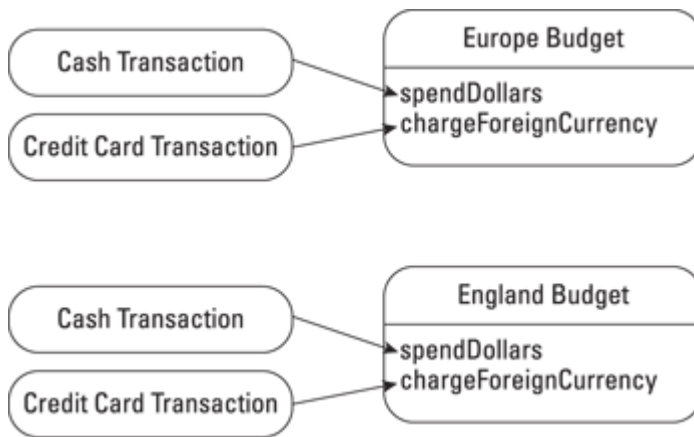 Cash Transaction
Europe Budget
spendDollars
chargeForeignCurrency
Credit Card Transaction
Cash Transaction
England Budget
spendDollars
chargeForeignCurrency
Credit Card Transaction